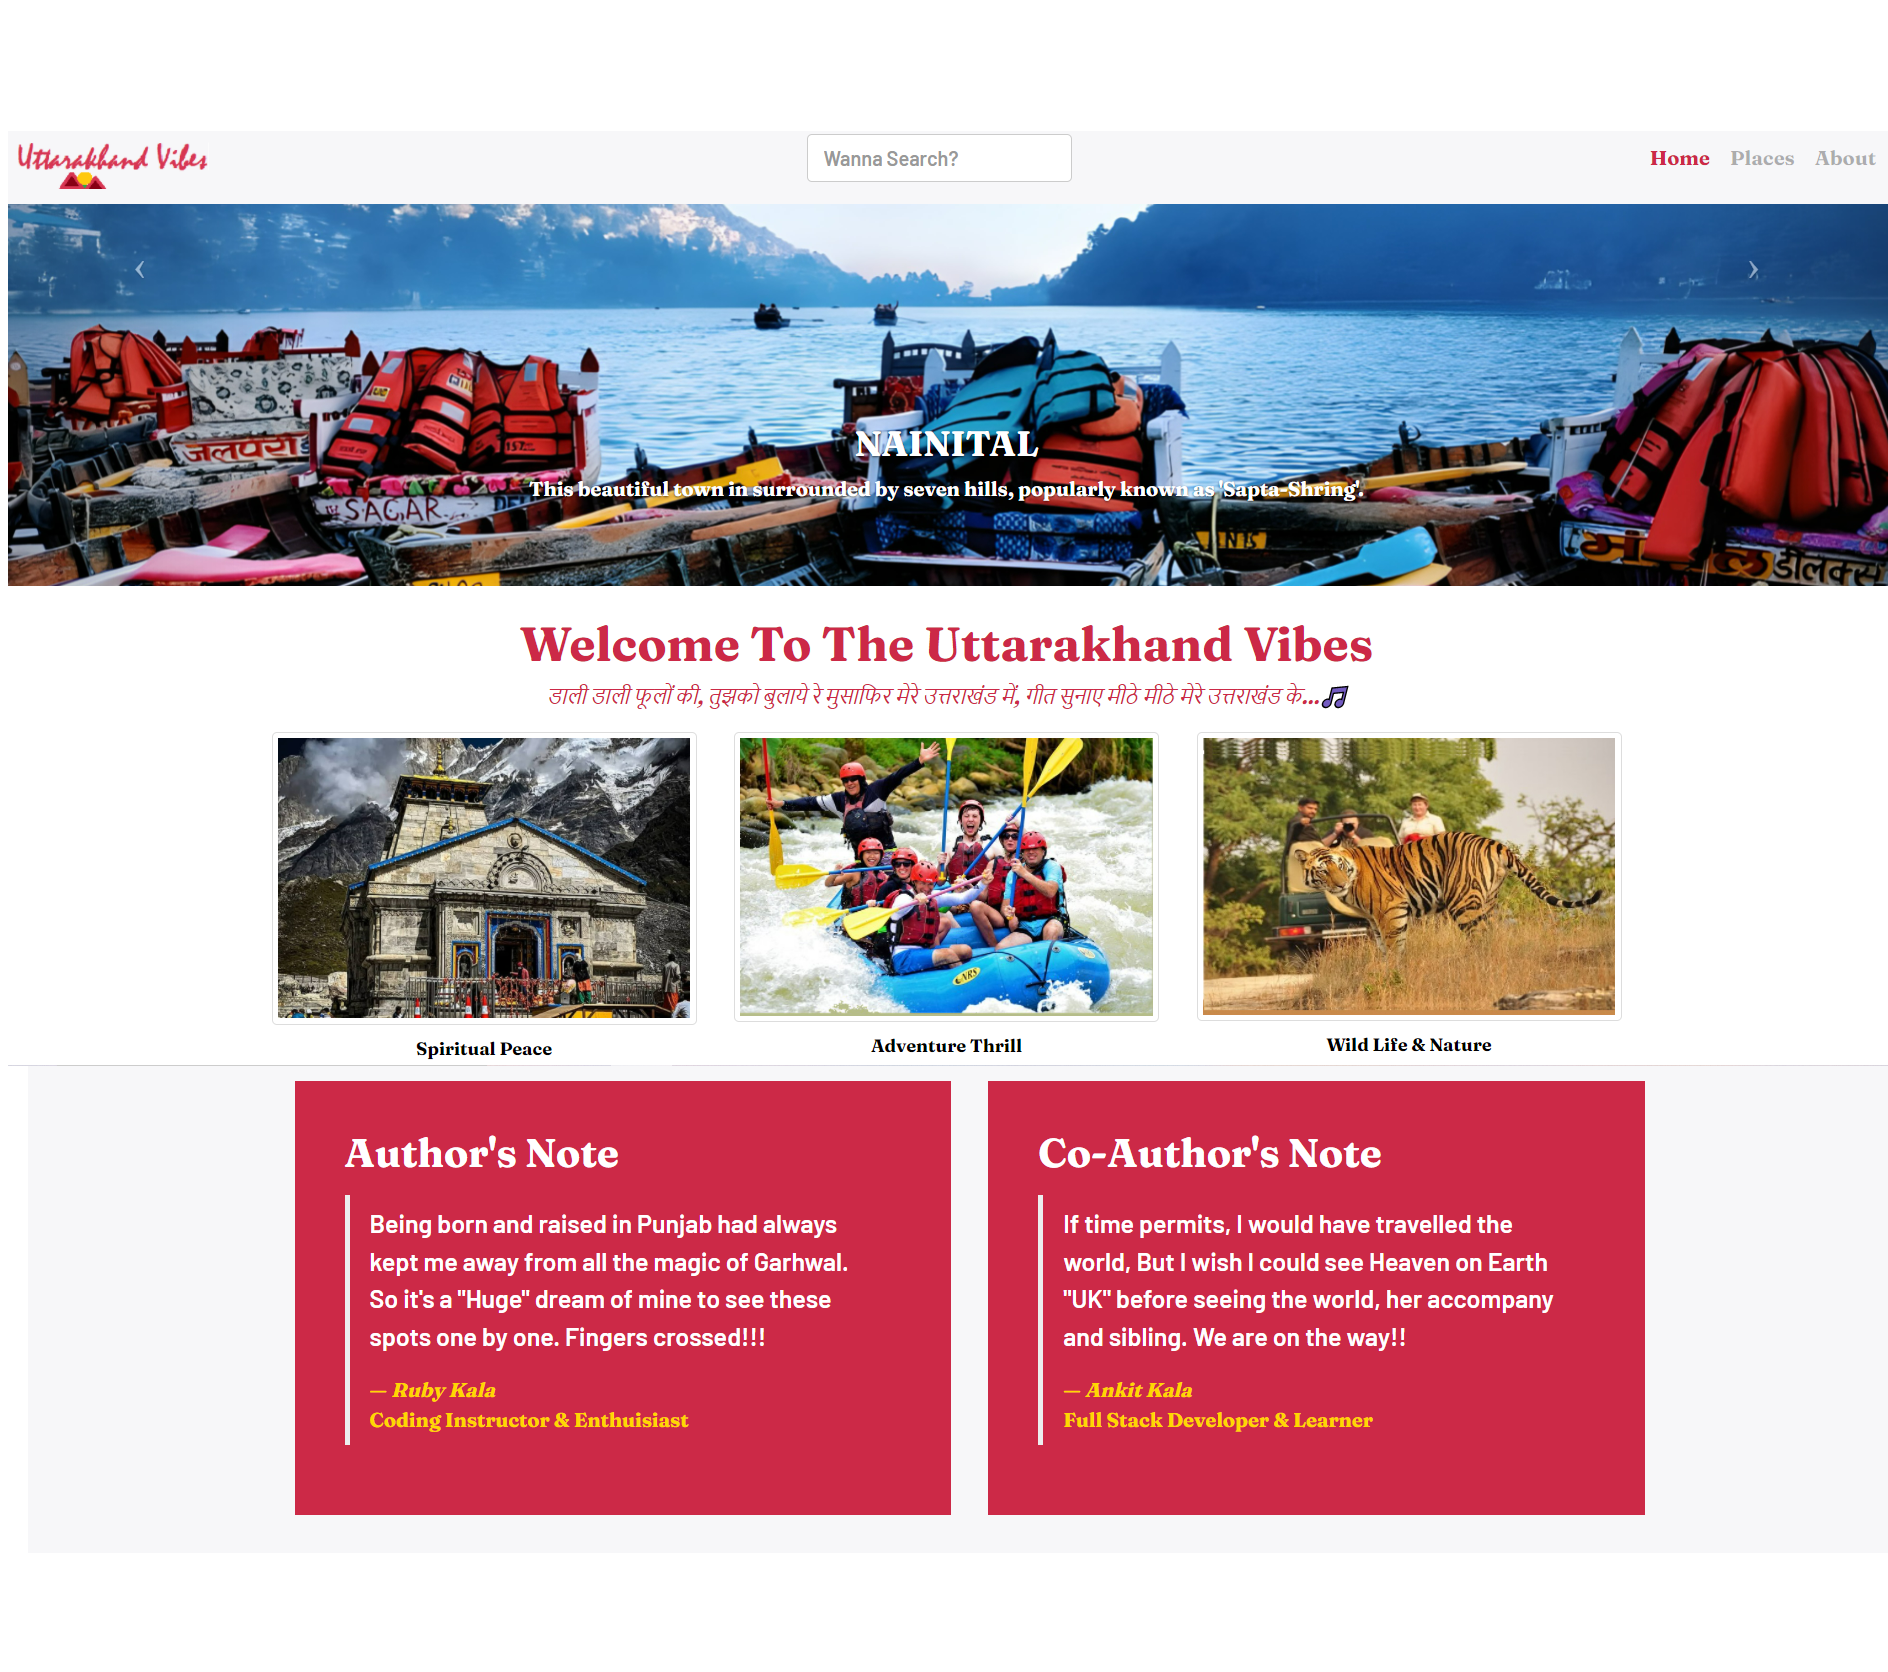 Uttarakhand Vibes
Wanna Search?
Home Places About
जलपरी
SAGAR
157.
AN15
डीलक्स
NAINITAL
This beautiful town in surrounded by seven hills, popularly known as 'Sapta-Shring'.
Welcome To The Uttarakhand Vibes
डाली डाली फूलों की, तुझको बुलाये रे मुसाफिर मेरे उत्तराखंड में, गीत सुनाए मीठे मीठे मेरे उत्तराखंड के...🎵
NRS
Spiritual Peace
Adventure Thrill
Wild Life & Nature
Author's Note
Being born and raised in Punjab had always
kept me away from all the magic of Garhwal.
So it's a "Huge" dream of mine to see these
spots one by one. Fingers crossed!!!
— Ruby Kala
Coding Instructor & Enthuisiast
Co-Author's Note
If time permits, I would have travelled the
world, But I wish I could see Heaven on Earth
"UK" before seeing the world, her accompany
and sibling. We are on the way!!
— Ankit Kala
Full Stack Developer & Learner